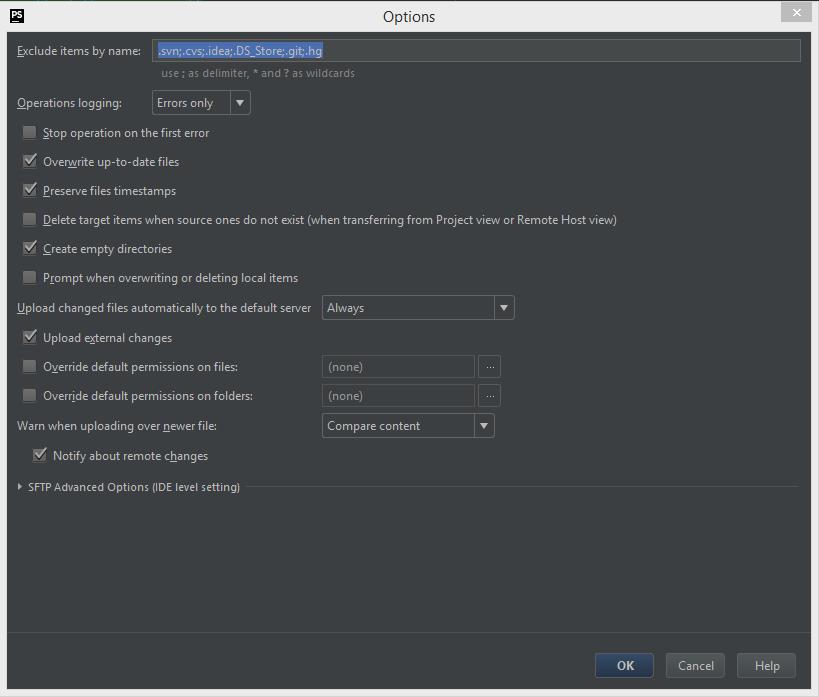 PS
Options
Exclude items by name: .svn;.cvs;.idea;.DS_Store;.git;.hg
use ; as delimiter, * and ? as wildcards
Operations logging: Errors only
Stop operation on the first error
Overwrite up-to-date files
Preserve files timestamps
Delete target items when source ones do not exist (when transferring from Project view or Remote Host view)
Create empty directories
Prompt when overwriting or deleting local items
Upload changed files automatically to the default server Always
Upload external changes
Override default permissions on files: (none) ...
Override default permissions on folders: (none) ...
Warn when uploading over newer file: Compare content
Notify about remote changes
SFTP Advanced Options (IDE level setting)
OK Cancel Help